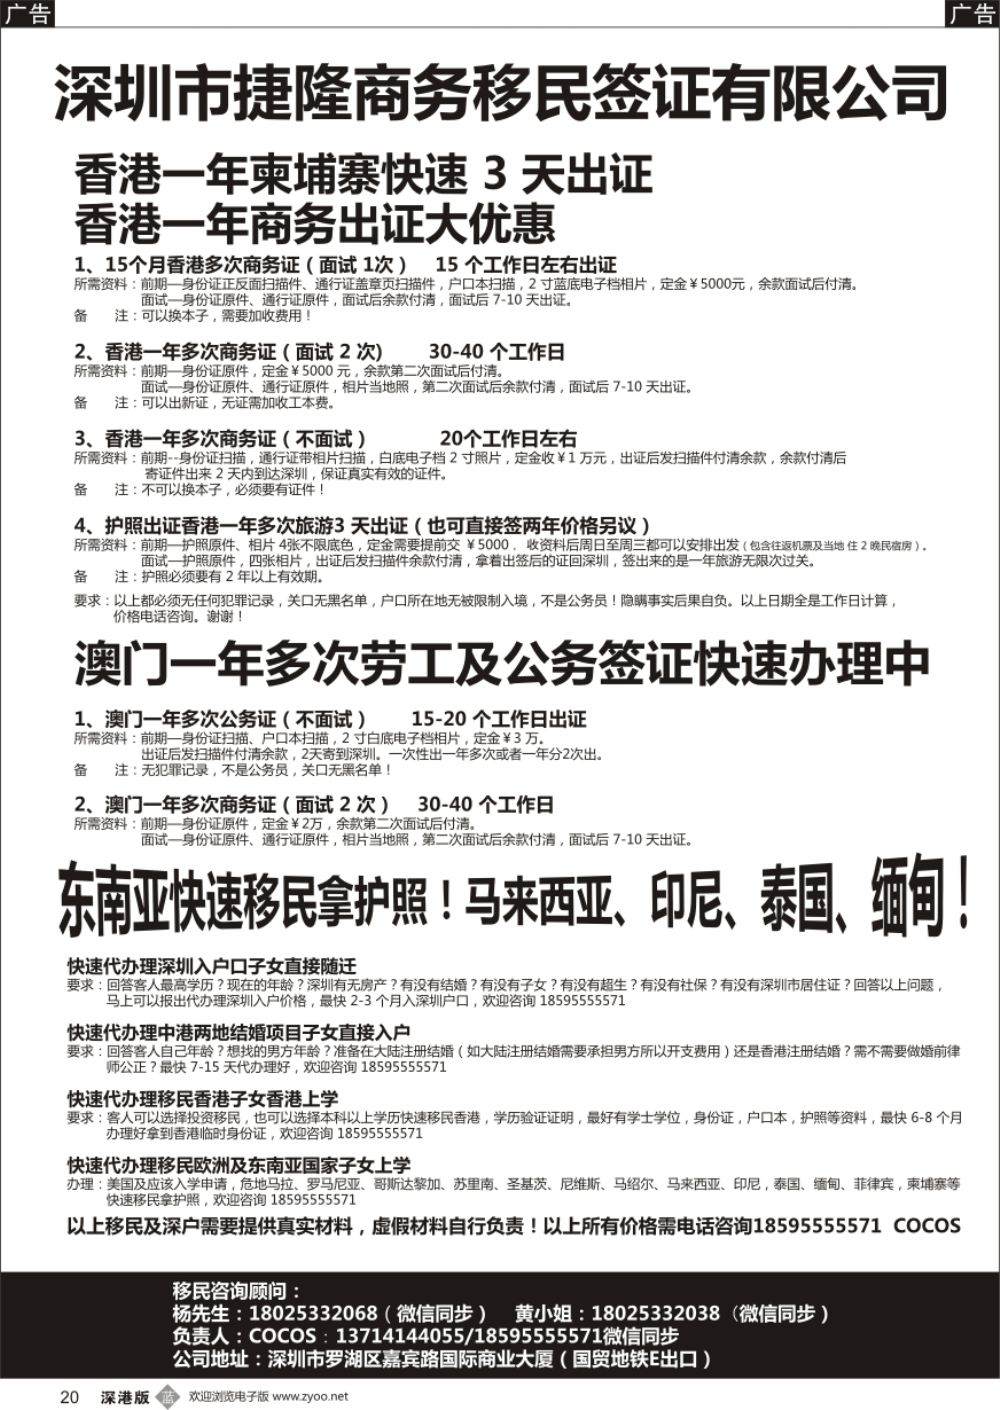 广告
广告
深圳市捷隆商务移民签证有限公司
香港一年柬埔寨快速 3 天出证
香港一年商务出证大优惠
1、15个月香港多次商务证（面试 1次） 15 个工作日左右出证
所需资料：前期—身份证正反面扫描件、通行证盖章页扫描件，户口本扫描，2 寸蓝底电子档相片，定金￥5000元，余款面试后付清。
面试—身份证原件、通行证原件，面试后余款付清，面试后 7-10 天出证。
备 注：可以换本子，需要加收费用！
2、香港一年多次商务证（面试 2 次） 30-40 个工作日
所需资料：前期—身份证原件，定金￥5000 元，余款第二次面试后付清。
面试—身份证原件、通行证原件，相片当地照，第二次面试后余款付清，面试后 7-10 天出证。
备 注：可以出新证，无证需加收工本费。
3、香港一年多次商务证（不面试） 20个工作日左右
所需资料：前期--身份证扫描，通行证带相片扫描，白底电子档 2 寸照片，定金收￥1 万元，出证后发扫描件付清余款，余款付清后
寄证件出来 2 天内到达深圳，保证真实有效的证件。
备 注：不可以换本子，必须要有证件！
4、护照出证香港一年多次旅游3 天出证（也可直接签两年价格另议）
所需资料：前期—护照原件、相片 4张不限底色，定金需要提前交 ￥5000． 收资料后周日至周三都可以安排出发（包含往返机票及当地 住 2 晚民宿房）。
面试—护照原件，四张相片，出证后发扫描件余款付清，拿着出签后的证回深圳，签出来的是一年旅游无限次过关。
备 注：护照必须要有 2 年以上有效期。
要求：以上都必须无任何犯罪记录，关口无黑名单，户口所在地无被限制入境，不是公务员！隐瞒事实后果自负。以上日期全是工作日计算，
价格电话咨询。谢谢！
澳门一年多次劳工及公务签证快速办理中
1、澳门一年多次公务证（不面试） 15-20 个工作日出证
所需资料：前期—身份证扫描、户口本扫描，2 寸白底电子档相片，定金￥3 万。
出证后发扫描件付清余款，2天寄到深圳。一次性出一年多次或者一年分2次出。
备 注：无犯罪记录，不是公务员，关口无黑名单！
2、澳门一年多次商务证（面试 2 次） 30-40 个工作日
所需资料：前期—身份证原件，定金￥2万，余款第二次面试后付清。
面试—身份证原件、通行证原件，相片当地照，第二次面试后余款付清，面试后 7-10 天出证。
东南亚快速移民拿护照！马来西亚、印尼、泰国、缅甸！
快速代办理深圳入户口子女直接随迁
要求：回答客人最高学历？现在的年龄？深圳有无房产？有没有结婚？有没有子女？有没有超生？有没有社保？有没有深圳市居住证？回答以上问题，
马上可以报出代办理深圳入户价格，最快 2-3 个月入深圳户口，欢迎咨询 18595555571
快速代办理中港两地结婚项目子女直接入户
要求：回答客人自己年龄？想找的男方年龄？准备在大陆注册结婚（如大陆注册结婚需要承担男方所以开支费用）还是香港注册结婚？需不需要做婚前律
师公正？最快 7-15 天代办理好，欢迎咨询 18595555571
快速代办理移民香港子女香港上学
要求：客人可以选择投资移民，也可以选择本科以上学历快速移民香港，学历验证证明，最好有学士学位，身份证，户口本，护照等资料，最快 6-8 个月
办理好拿到香港临时身份证，欢迎咨询 18595555571
快速代办理移民欧洲及东南亚国家子女上学
办理：美国及应该入学申请，危地马拉、罗马尼亚、哥斯达黎加、苏里南、圣基茨、尼维斯、马绍尔、马来西亚、印尼，泰国、缅甸、菲律宾，柬埔寨等
快速移民拿护照，欢迎咨询 18595555571
以上移民及深户需要提供真实材料，虚假材料自行负责！以上所有价格需电话咨询18595555571 COCOS
移民咨询顾问：
杨先生：18025332068（微信同步） 黄小姐：18025332038（微信同步）
负责人：COCOS：13714144055/18595555571微信同步
公司地址：深圳市罗湖区嘉宾路国际商业大厦（国贸地铁E出口）
20 深港版 蓝 欢迎浏览电子版 www.zyoo.net